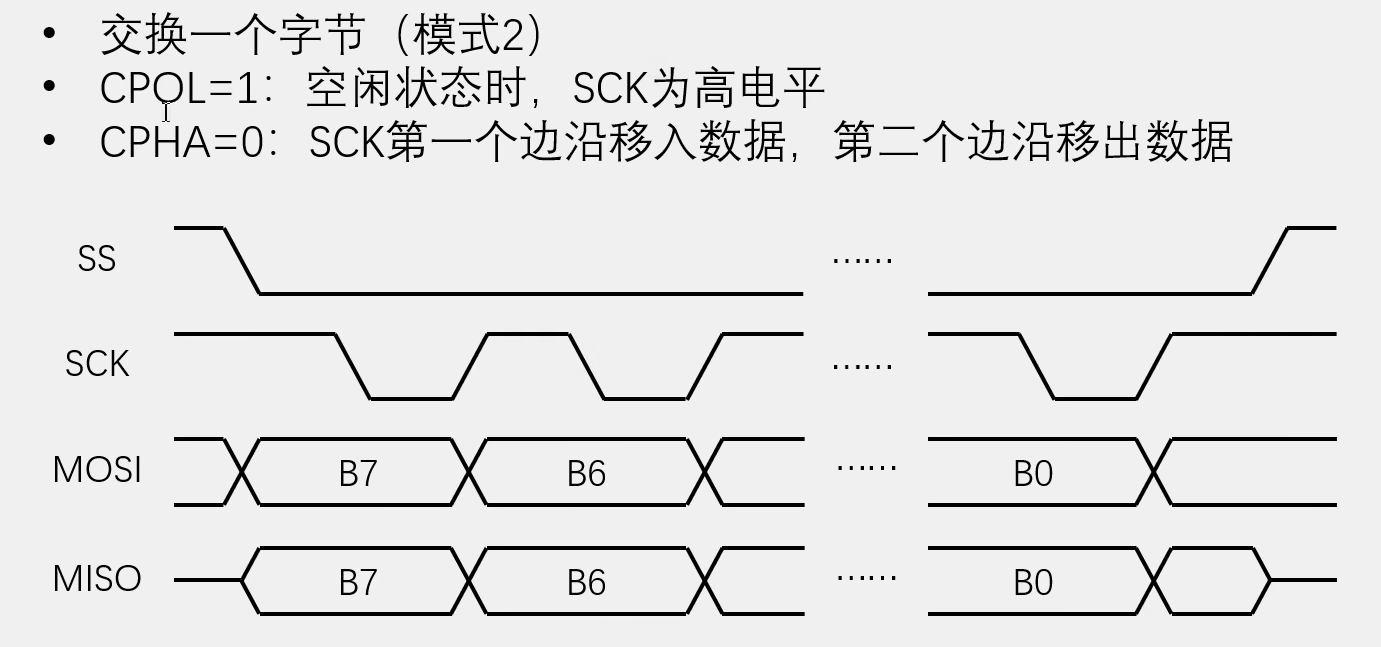 • 交换一个字节（模式2）
• CPOL=1：空闲状态时，SCK为高电平
• CPHA=0：SCK第一个边沿移入数据，第二个边沿移出数据
SS ……
SCK ……
MOSI B7 B6 …… B0
MISO B7 B6 …… B0